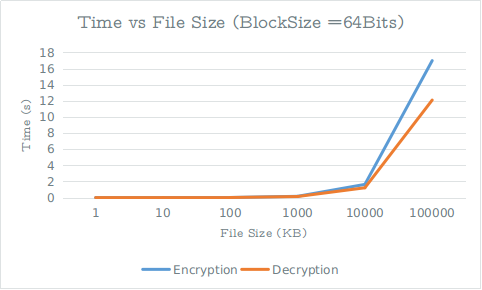 Time vs File Size (BlockSize =64Bits)
18
16
14
12
10
8
6
4
2
0
Time (s)
1 10 100 1000 10000 100000
File Size (KB)
Encryption Decryption